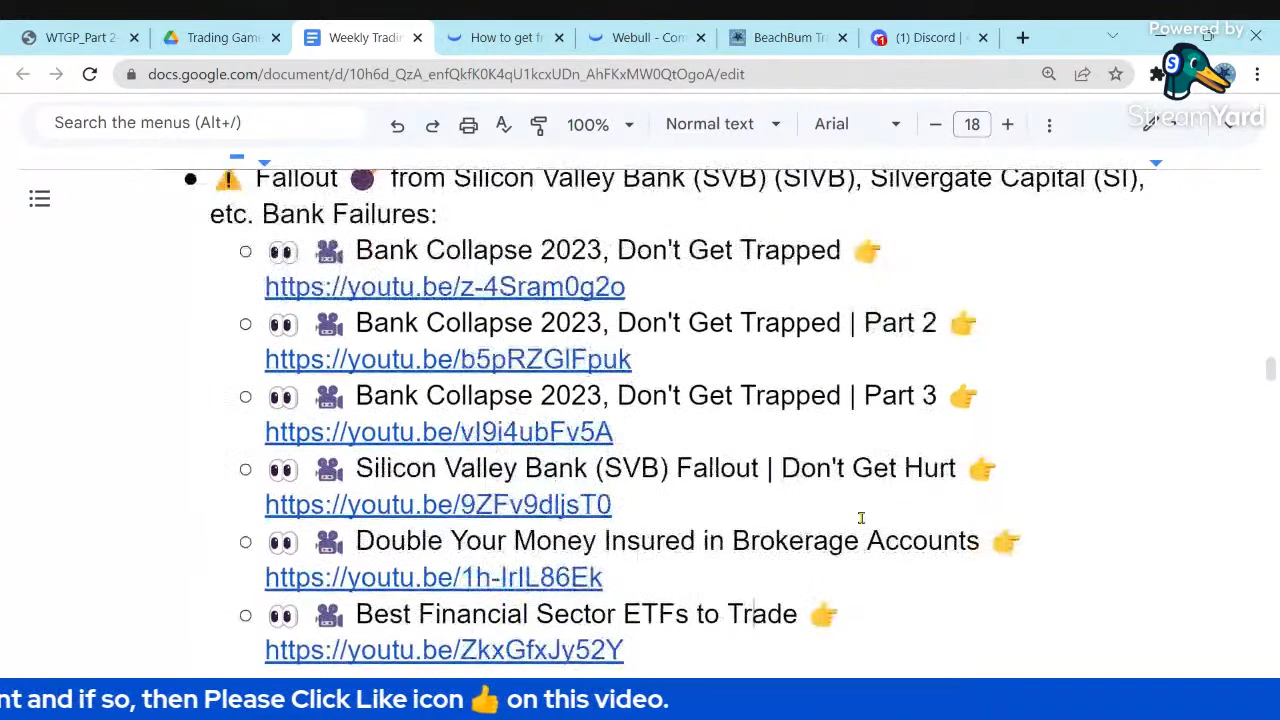 Powered by
StreamYard
WTGP_Part 2-
Trading Gam
Weekly Tradi
How to get f
Webull - Com
BeachBum Tr
(1) Discord |
docs.google.com/document/d/10h6d_QzA_enfQkfK0K4qU1kcxUDn_AhFKxMW0QtOgoA/edit
Search the menus (Alt+/)
100%
Normal text
Arial
18
⚠️ Fallout 💣 from Silicon Valley Bank (SVB) (SIVB), Silvergate Capital (SI),
etc. Bank Failures:
👀 🎥 Bank Collapse 2023, Don't Get Trapped 👉
https://youtu.be/z-4Sram0g2o
👀 🎥 Bank Collapse 2023, Don't Get Trapped | Part 2 👉
https://youtu.be/b5pRZGlFpuk
👀 🎥 Bank Collapse 2023, Don't Get Trapped | Part 3 👉
https://youtu.be/vI9i4ubFv5A
👀 🎥 Silicon Valley Bank (SVB) Fallout | Don't Get Hurt 👉
https://youtu.be/9ZFv9dljsT0
👀 🎥 Double Your Money Insured in Brokerage Accounts 👉
https://youtu.be/1h-IrIL86Ek
👀 🎥 Best Financial Sector ETFs to Trade 👉
https://youtu.be/ZkxGfxJy52Y
nt and if so, then Please Click Like icon 👍 on this video.